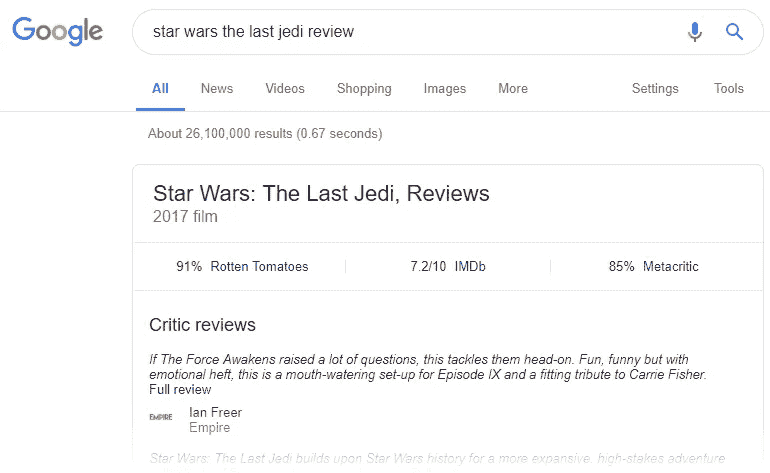 Google
star wars the last jedi review
All News Videos Shopping Images More Settings Tools
About 26,100,000 results (0.67 seconds)
Star Wars: The Last Jedi, Reviews
2017 film
91% Rotten Tomatoes 7.2/10 IMDb 85% Metacritic
Critic reviews
If The Force Awakens raised a lot of questions, this tackles them head-on. Fun, funny but with
emotional heft, this is a mouth-watering set-up for Episode IX and a fitting tribute to Carrie Fisher.
Full review
EMPIRE Ian Freer
Empire
Star Wars: The Last Jedi builds upon Star Wars history for a more expansive, high-stakes adventure